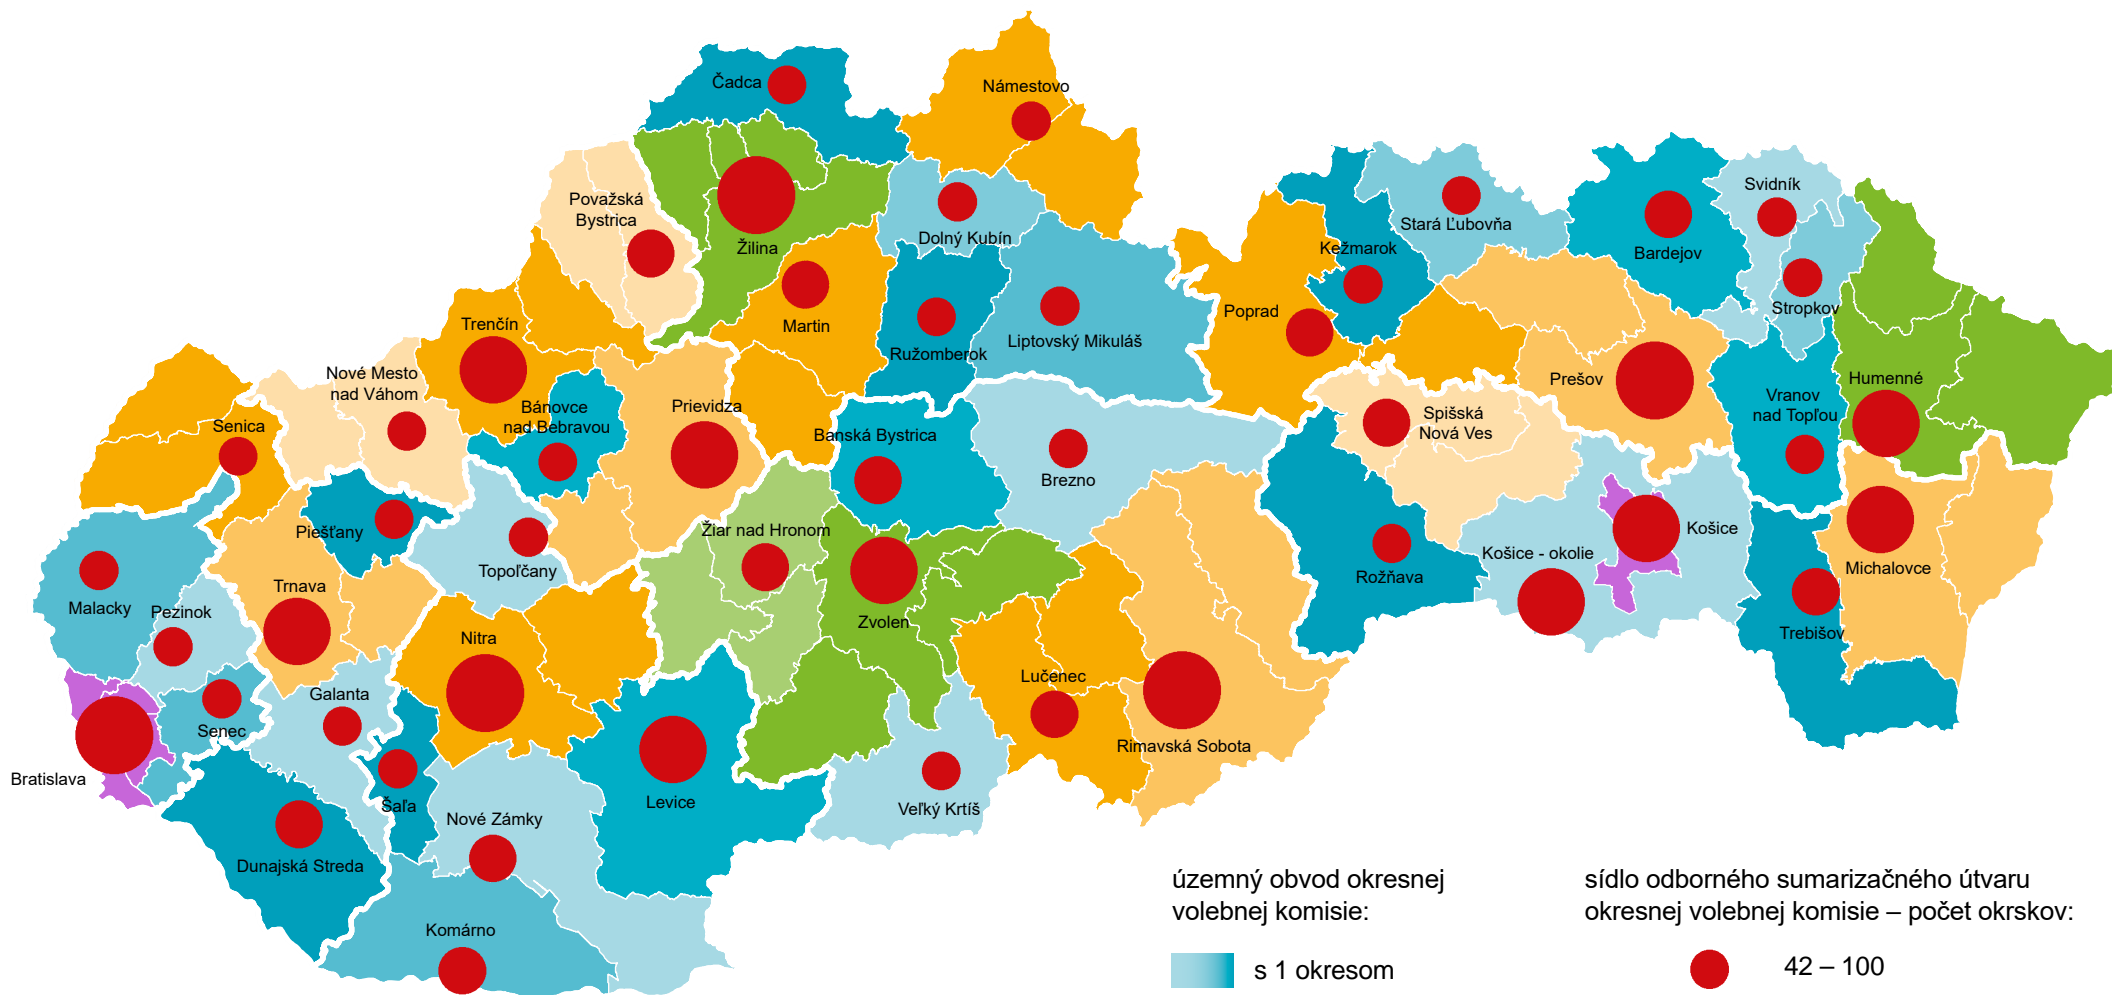 Čadca
Námestovo
Považská
Bystrica
Žilina
Dolný Kubín
Stará Ľubovňa
Kežmarok
Bardejov
Svidník
Stropkov
Trenčín
Martin
Ružomberok
Liptovský Mikuláš
Poprad
Nové Mesto
nad Váhom
Bánovce
nad Bebravou
Prievidza
Prešov
Vranov
nad Topľou
Humenné
Senica
Banská Bystrica
Brezno
Spišská
Nová Ves
Piešťany
Topoľčany
Žiar nad Hronom
Košice - okolie
Košice
Michalovce
Malacky
Pezinok
Trnava
Nitra
Zvolen
Rožňava
Trebišov
Senec
Galanta
Lučenec
Rimavská Sobota
Bratislava
Dunajská Streda
Šaľa
Nové Zámky
Levice
Veľký Krtíš
Komárno
územný obvod okresnej
volebnej komisie:
s 1 okresom
sídlo odborného sumarizačného útvaru
okresnej volebnej komisie – počet okrskov:
42 – 100